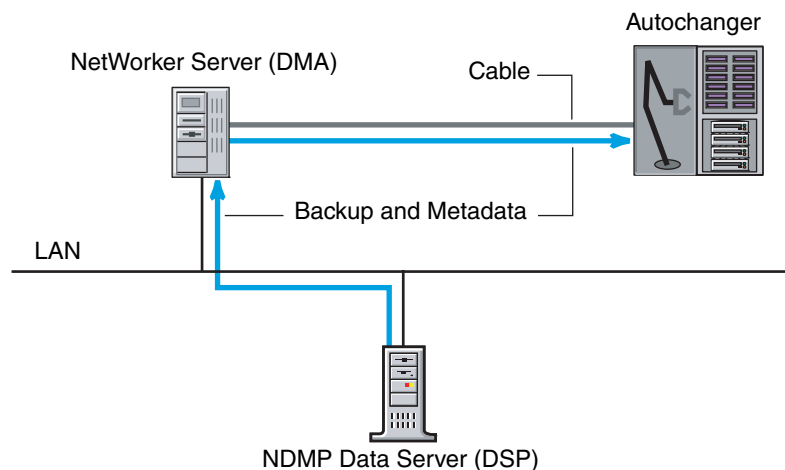 Autochanger
NetWorker Server (DMA)
Cable
Backup and Metadata
LAN
NDMP Data Server (DSP)